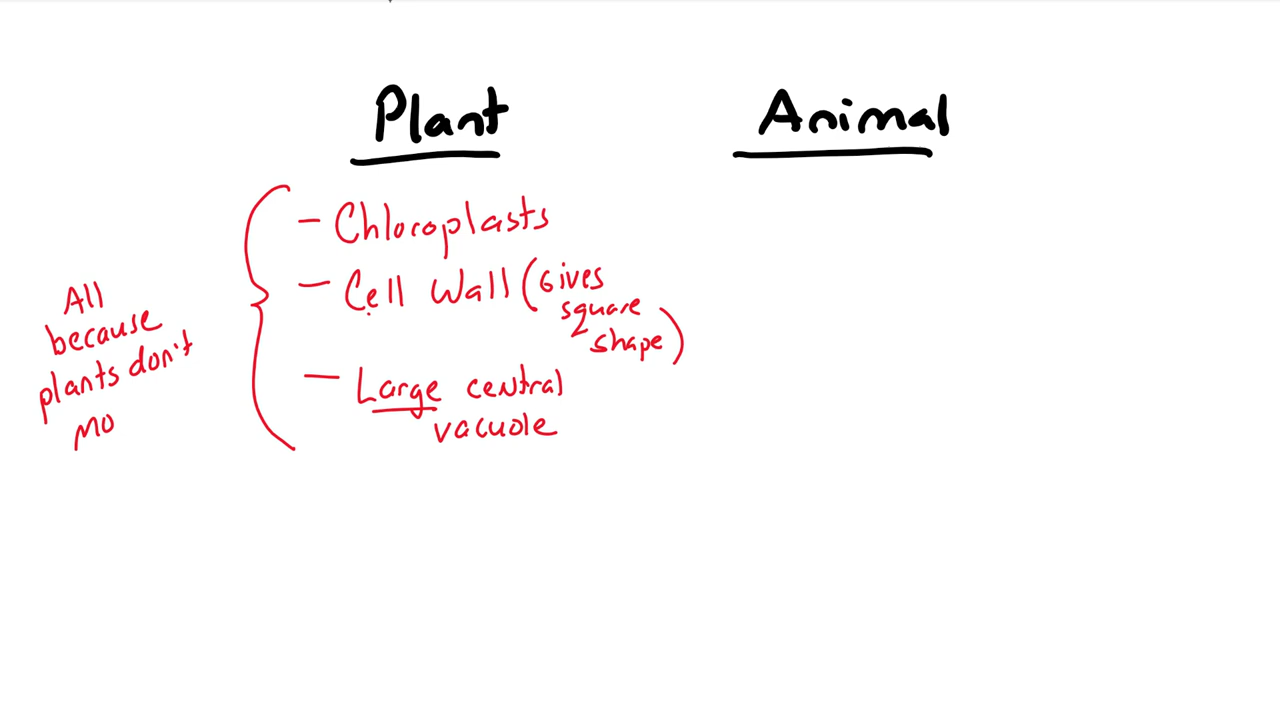 Plant
Animal
- Chloroplasts
- Cell Wall (Gives
square
shape)
- Large central
vacuole
All
because
plants don't
mo